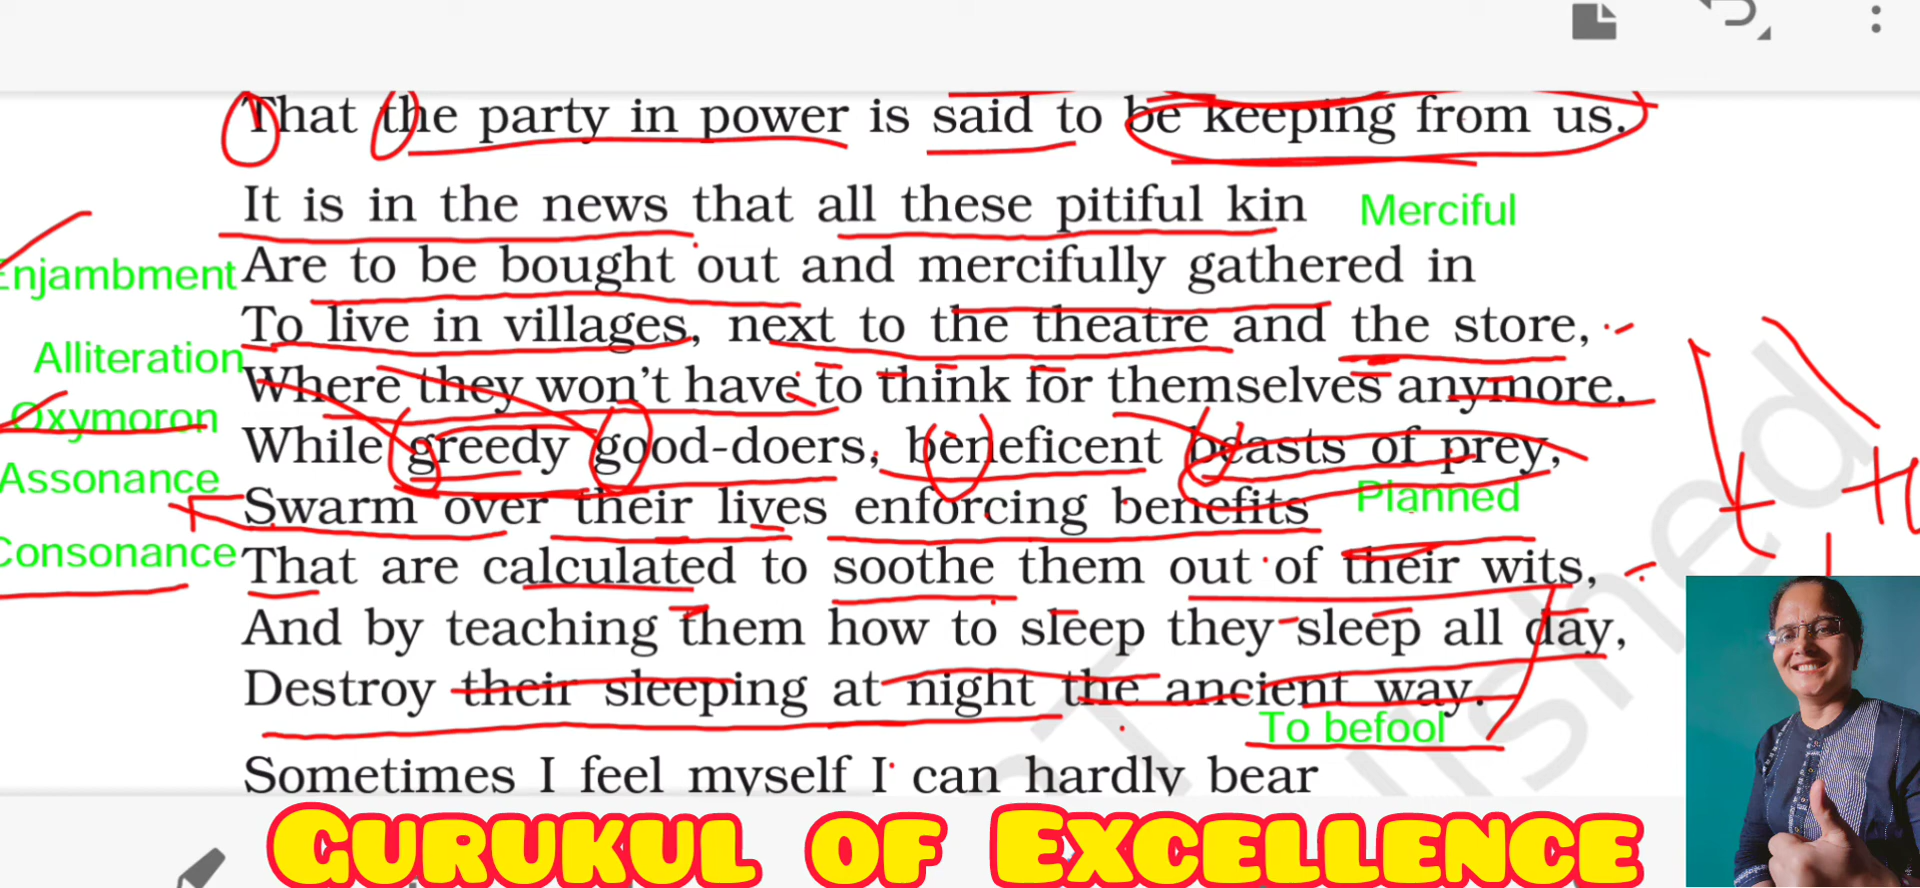 That the party in power is said to be keeping from us.
It is in the news that all these pitiful kin Merciful
Enjambment Are to be bought out and mercifully gathered in
To live in villages, next to the theatre and the store,
Alliteration
Where they won't have to think for themselves anymore.
Oxymoron
While greedy good-doers, beneficent beasts of prey,
Assonance
Swarm over their lives enforcing benefits Planned
Consonance That are calculated to soothe them out of their wits,
And by teaching them how to sleep they sleep all day,
Destroy their sleeping at night the ancient way.
To befool
Sometimes I feel myself I can hardly bear
GURUKUL OF EXCELLENCE